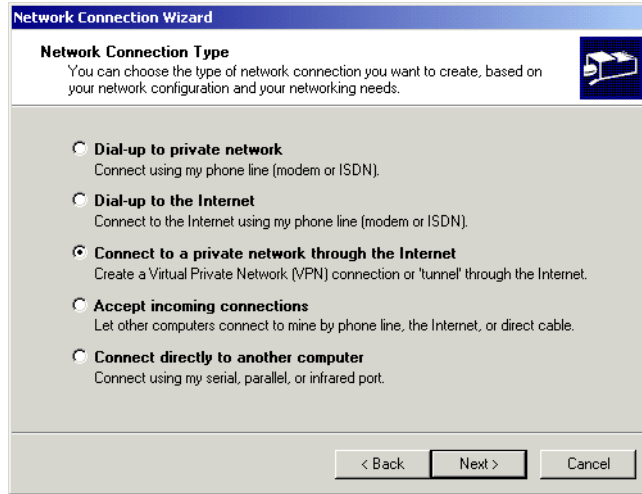 Network Connection Wizard
Network Connection Type
You can choose the type of network connection you want to create, based on
your network configuration and your networking needs.
Dial-up to private network
Connect using my phone line (modem or ISDN).
Dial-up to the Internet
Connect to the Internet using my phone line (modem or ISDN).
Connect to a private network through the Internet
Create a Virtual Private Network (VPN) connection or 'tunnel' through the Internet.
Accept incoming connections
Let other computers connect to mine by phone line, the Internet, or direct cable.
Connect directly to another computer
Connect using my serial, parallel, or infrared port.
< Back Next > Cancel